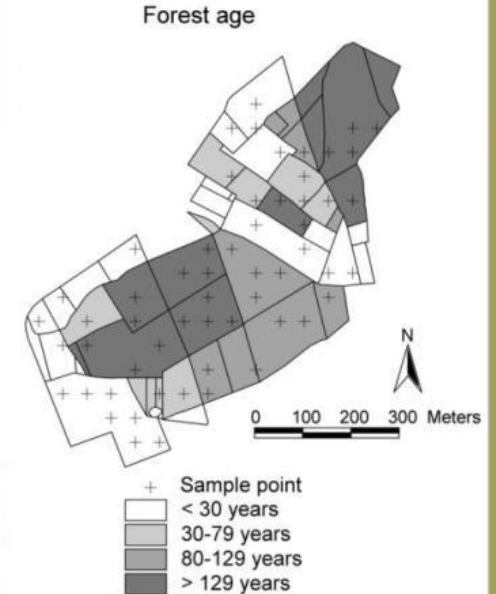 Forest age
N
0 100 200 300 Meters
Sample point
< 30 years
30-79 years
80-129 years
> 129 years